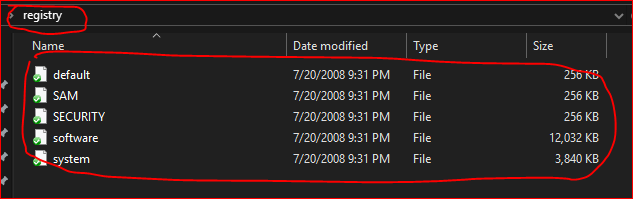 registry
Name Date modified Type Size
default 7/20/2008 9:31 PM File 256 KB
SAM 7/20/2008 9:31 PM File 256 KB
SECURITY 7/20/2008 9:31 PM File 256 KB
software 7/20/2008 9:31 PM File 12,032 KB
system 7/20/2008 9:31 PM File 3,840 KB